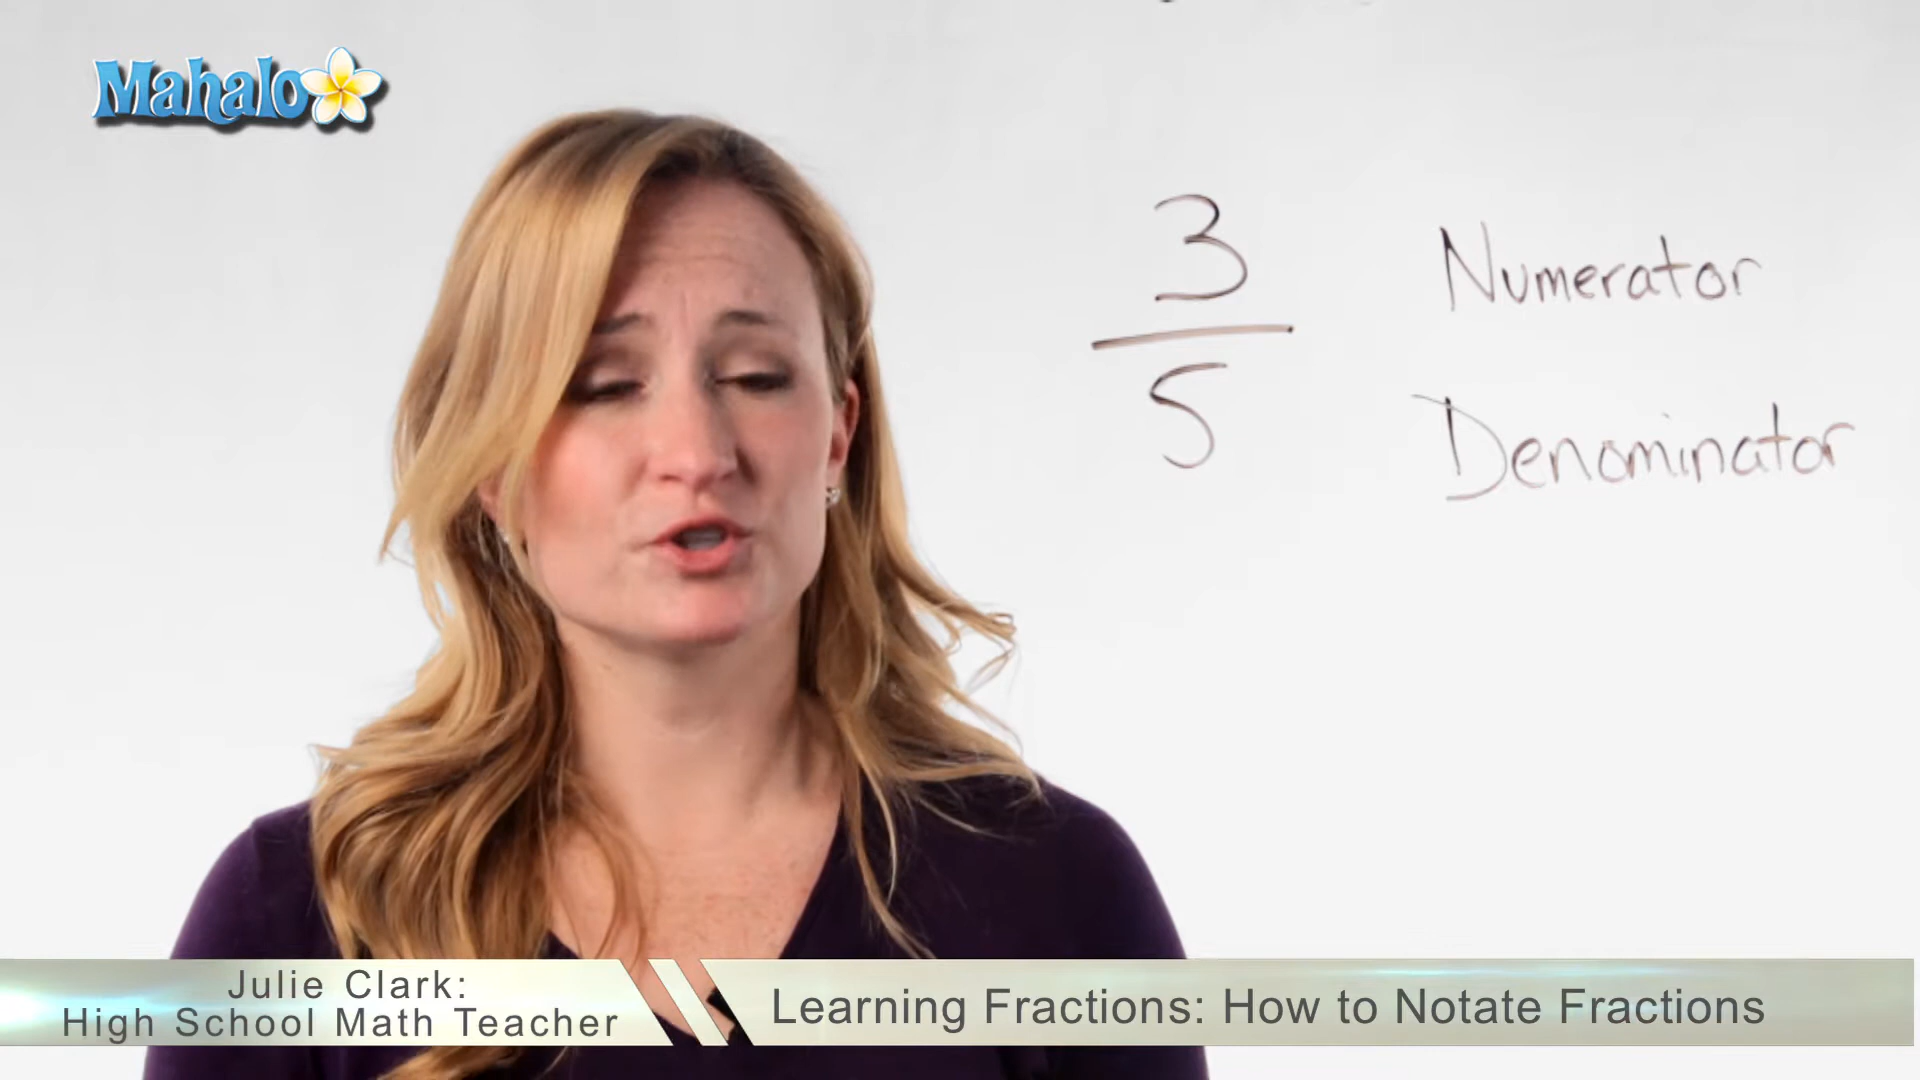 Mahalo
3
Numerator
5
Denominator
Julie Clark:
High School Math Teacher
Learning Fractions: How to Notate Fractions